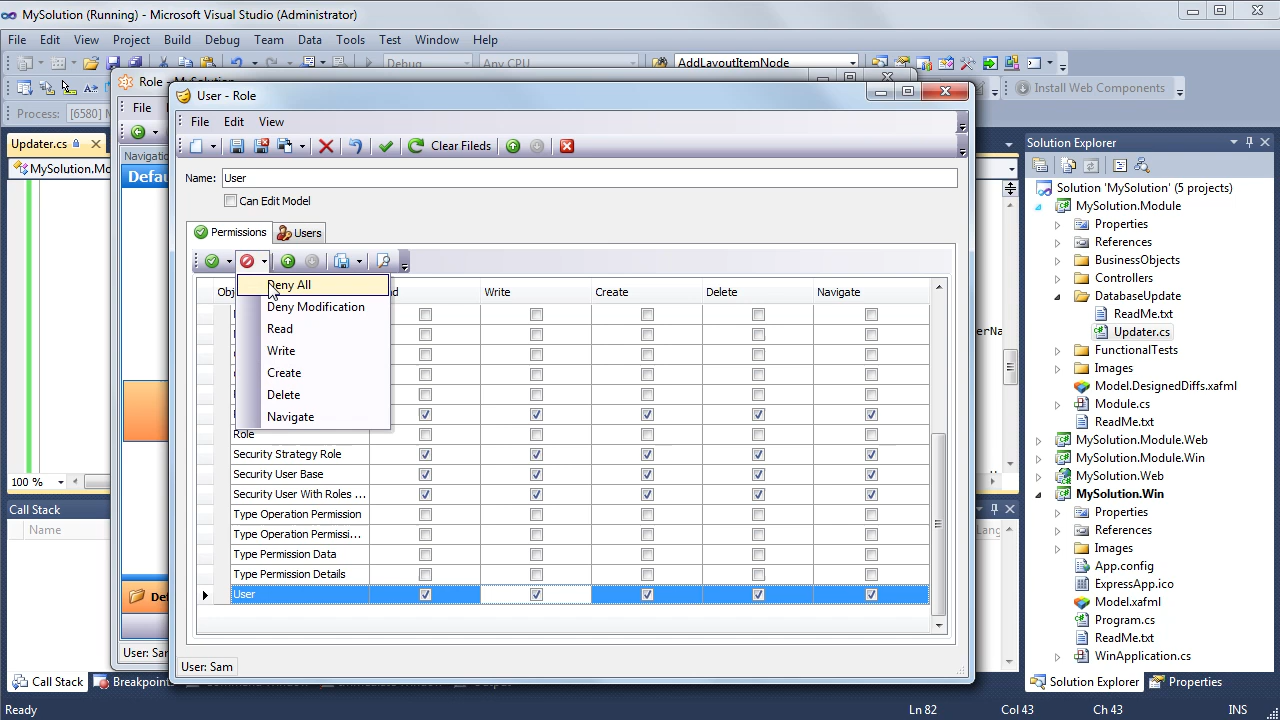 MySolution (Running) - Microsoft Visual Studio (Administrator)
File Edit View Project Build Debug Team Data Tools Test Window Help
Debug Any CPU AddLayoutItemNode
Process: [6580] M Install Web Components
Role - MySolution
File
Updater.cs
MySolution.Mo
Navigatio
Defau
User - Role
File Edit View
Clear Fileds
Name: User
Can Edit Model
Permissions Users
Deny All
Deny Modification
Read
Write
Create
Delete
Navigate
Write Create Delete Navigate
Role
Security Strategy Role
Security User Base
Security User With Roles ...
Type Operation Permission
Type Operation Permissi...
Type Permission Data
Type Permission Details
User
User: Sam
Def
User: Sam
100 %
Call Stack
Name
Lang
Call Stack Breakpoint
Solution Explorer
Solution 'MySolution' (5 projects)
MySolution.Module
Properties
References
BusinessObjects
Controllers
DatabaseUpdate
ReadMe.txt
Updater.cs
FunctionalTests
Images
Model.DesignedDiffs.xafml
Module.cs
ReadMe.txt
MySolution.Module.Web
MySolution.Module.Win
MySolution.Web
MySolution.Win
Properties
References
Images
App.config
ExpressApp.ico
Model.xafml
Program.cs
ReadMe.txt
WinApplication.cs
Solution Explorer Properties
Ready Ln 82 Col 43 Ch 43 INS